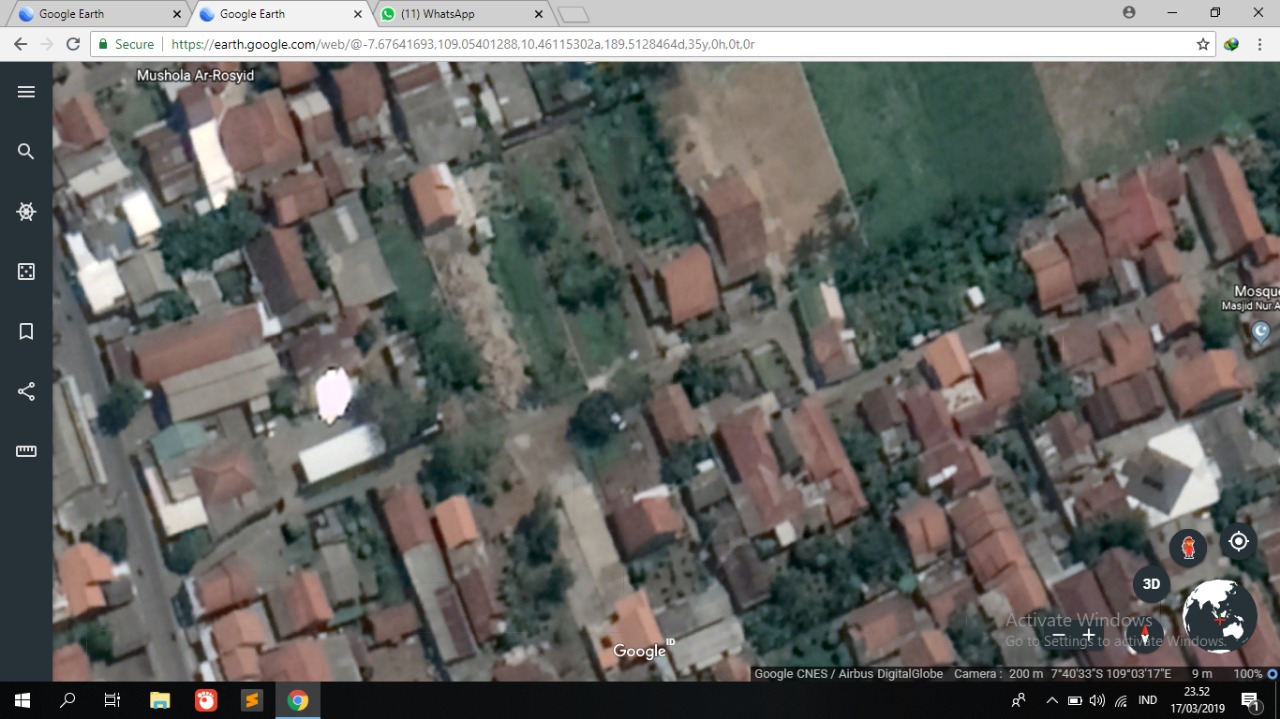 Google Earth
Google Earth
(11) WhatsApp
Secure
https://earth.google.com/web/@-7.67641693,109.05401288,10.46115302a,189.5128464d,35y,0h,0t,0r
Mushola Ar-Rosyid
Mosque
Masjid Nur A
3D
Activate Windows
Go to Settings to activate Windows.
Google ID
Google CNES / Airbus DigitalGlobe Camera : 200 m 7°40'33"S 109°03'17"E 9 m 100%
IND
23.52
17/03/2019
1